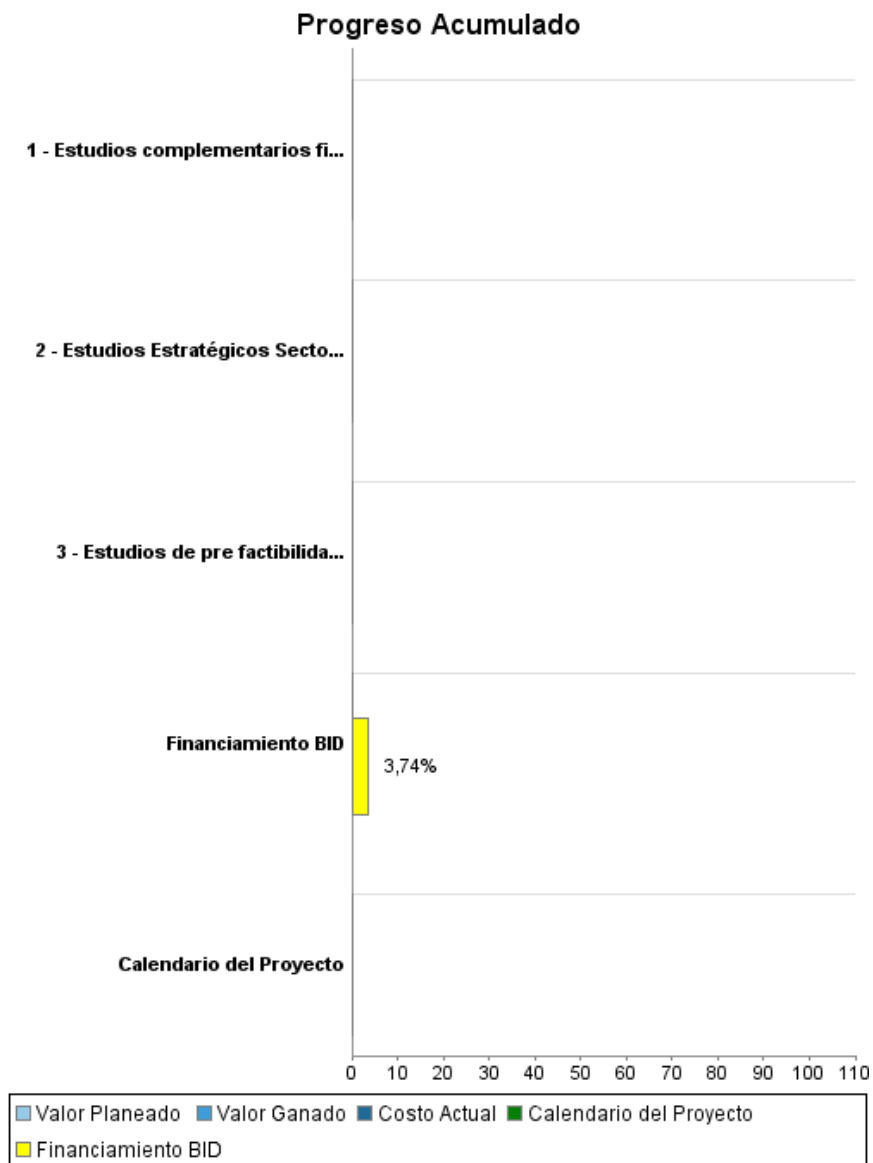 Progreso Acumulado
1 - Estudios complementarios fi...
2 - Estudios Estratégicos Secto...
3 - Estudios de pre factibilida...
Financiamiento BID
3,74%
Calendario del Proyecto
0 10 20 30 40 50 60 70 80 90 100 110
Valor Planeado Valor Ganado Costo Actual Calendario del Proyecto
Financiamiento BID